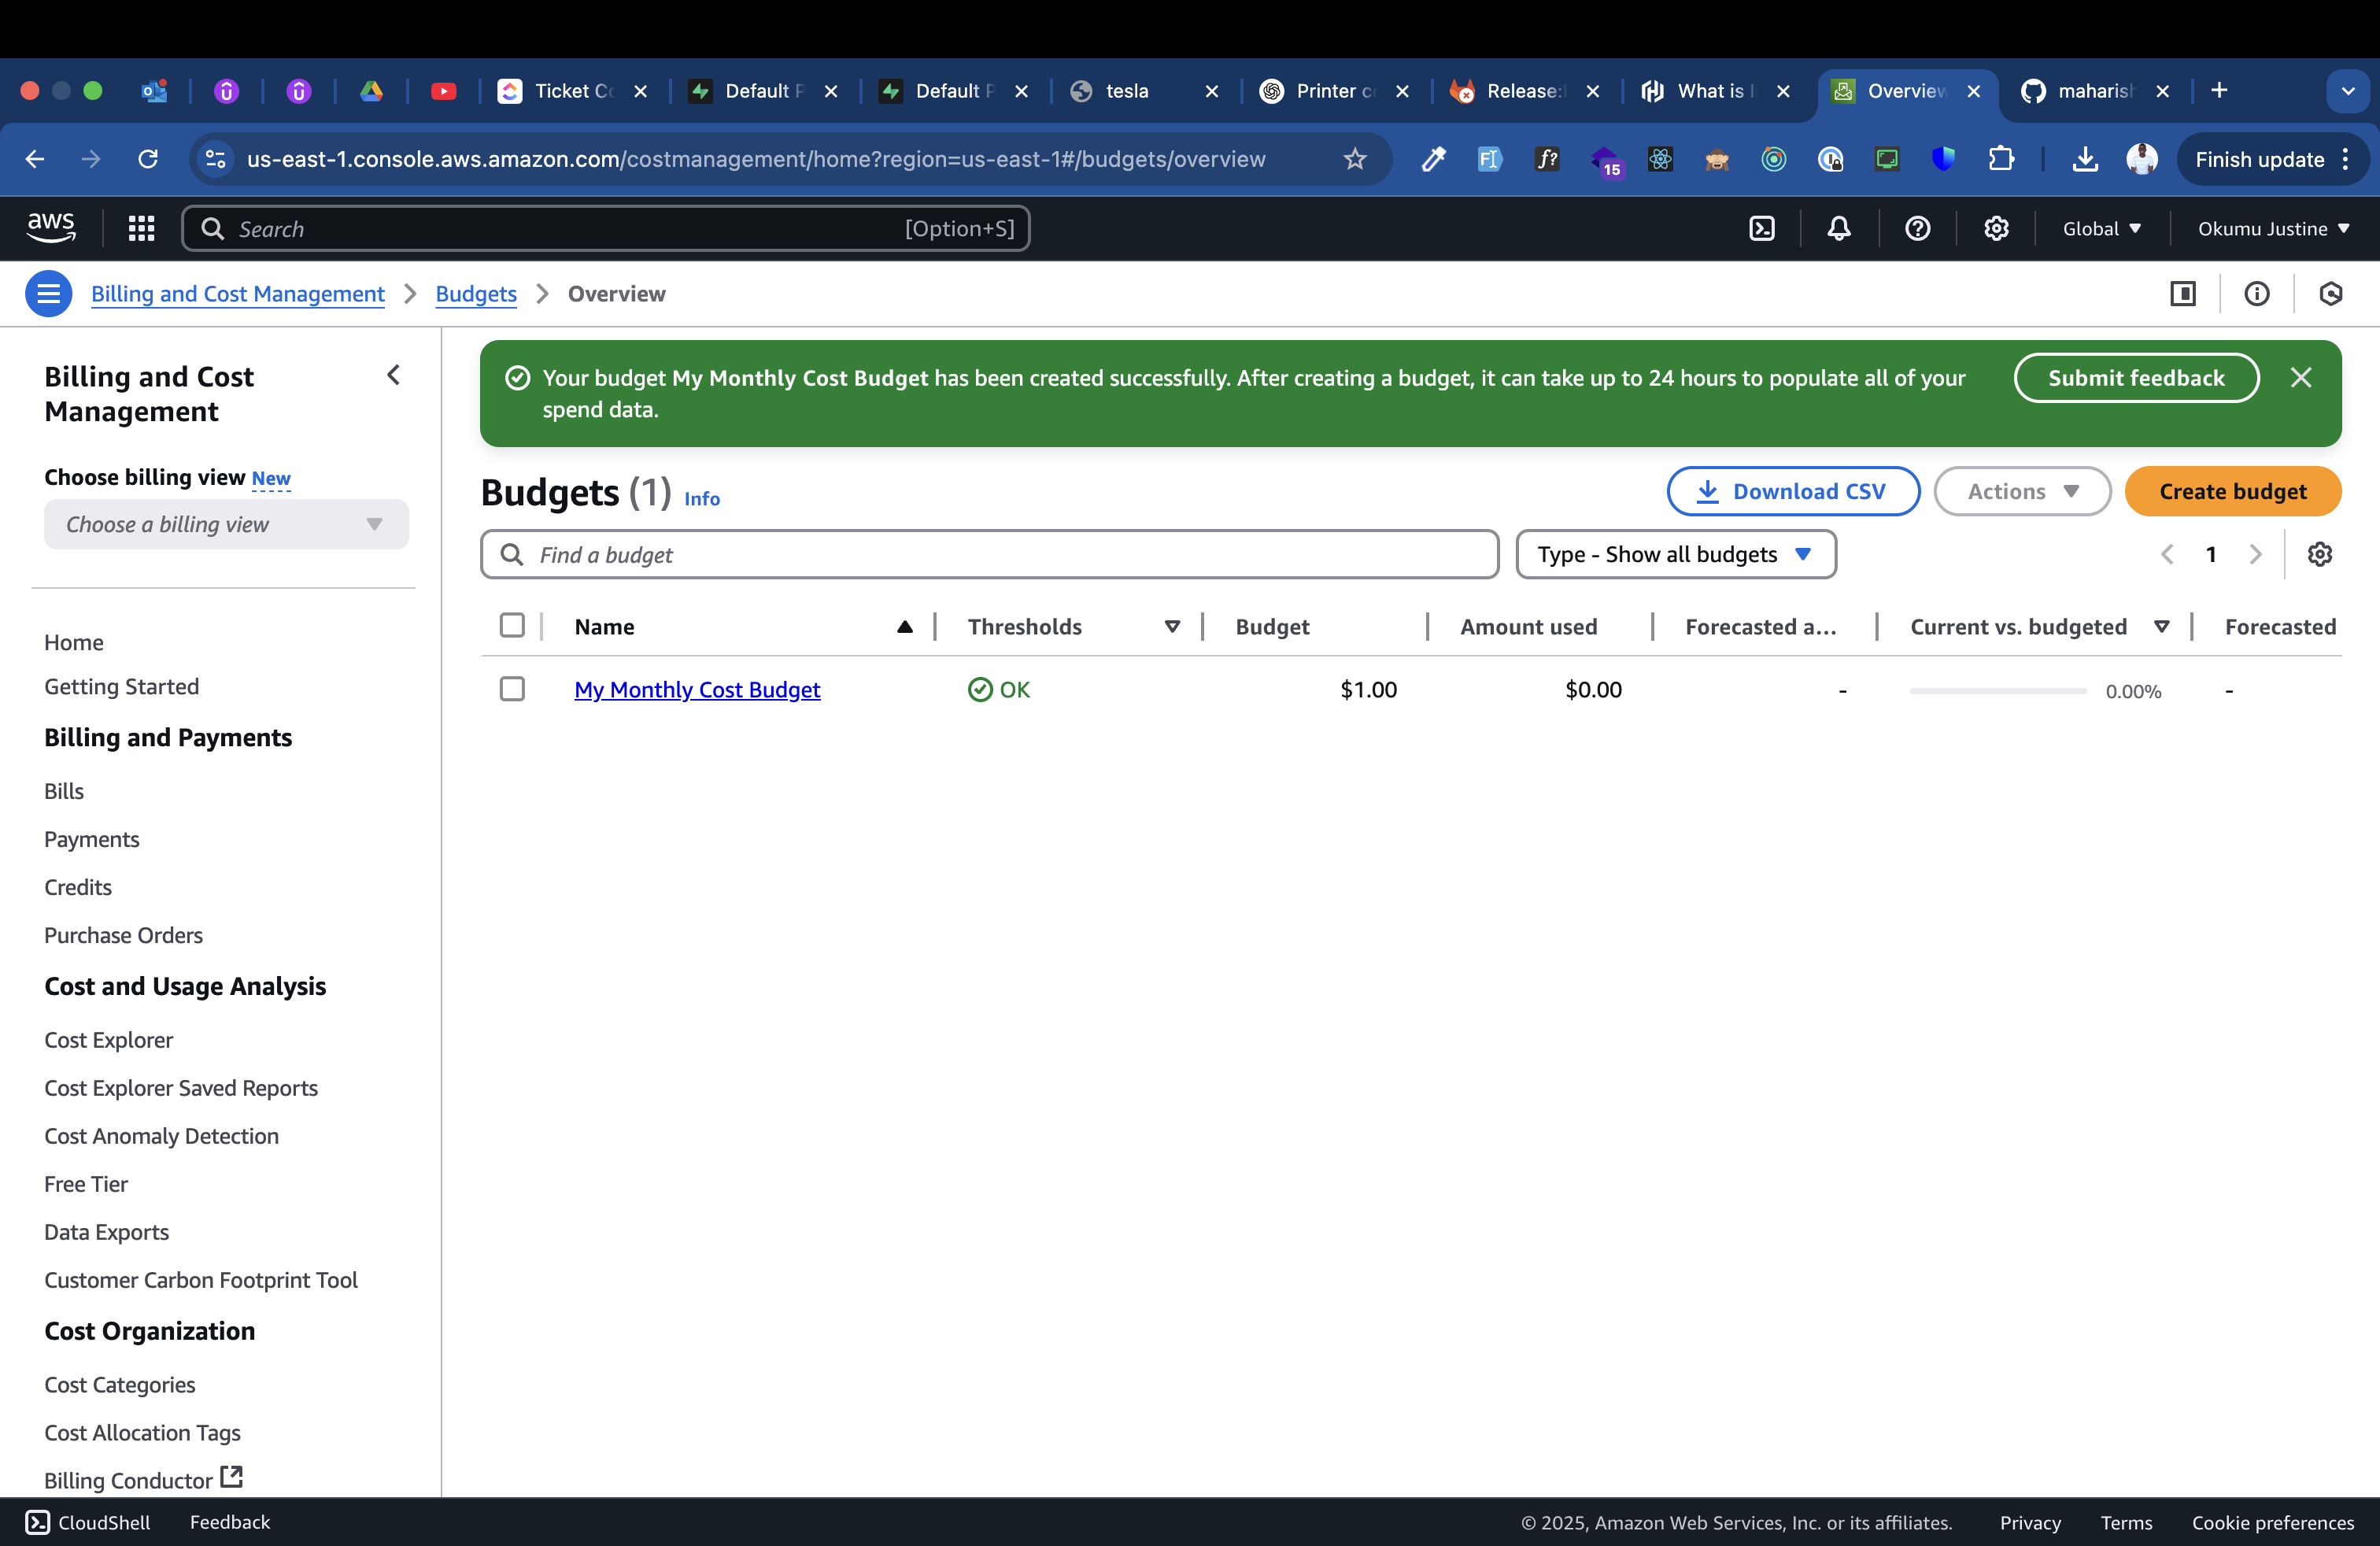 Ticket Co
Default P
Default P
tesla
Printer c
Release:
What is I
Overview
maharish
us-east-1.console.aws.amazon.com/costmanagement/home?region=us-east-1#/budgets/overview
15
Finish update
aws
Search
[Option+S]
Global
Okumu Justine
Billing and Cost Management
Budgets
Overview
Billing and Cost
Management
Choose billing view New
Choose a billing view
Home
Getting Started
Billing and Payments
Bills
Payments
Credits
Purchase Orders
Cost and Usage Analysis
Cost Explorer
Cost Explorer Saved Reports
Cost Anomaly Detection
Free Tier
Data Exports
Customer Carbon Footprint Tool
Cost Organization
Cost Categories
Cost Allocation Tags
Billing Conductor
Your budget My Monthly Cost Budget has been created successfully. After creating a budget, it can take up to 24 hours to populate all of your
spend data.
Submit feedback
Budgets (1) Info
Download CSV
Actions
Create budget
Find a budget
Type - Show all budgets
1
Name Thresholds Budget Amount used Forecasted a... Current vs. budgeted Forecasted
My Monthly Cost Budget OK $1.00 $0.00 - 0.00% -
CloudShell
Feedback
© 2025, Amazon Web Services, Inc. or its affiliates.
Privacy
Terms
Cookie preferences